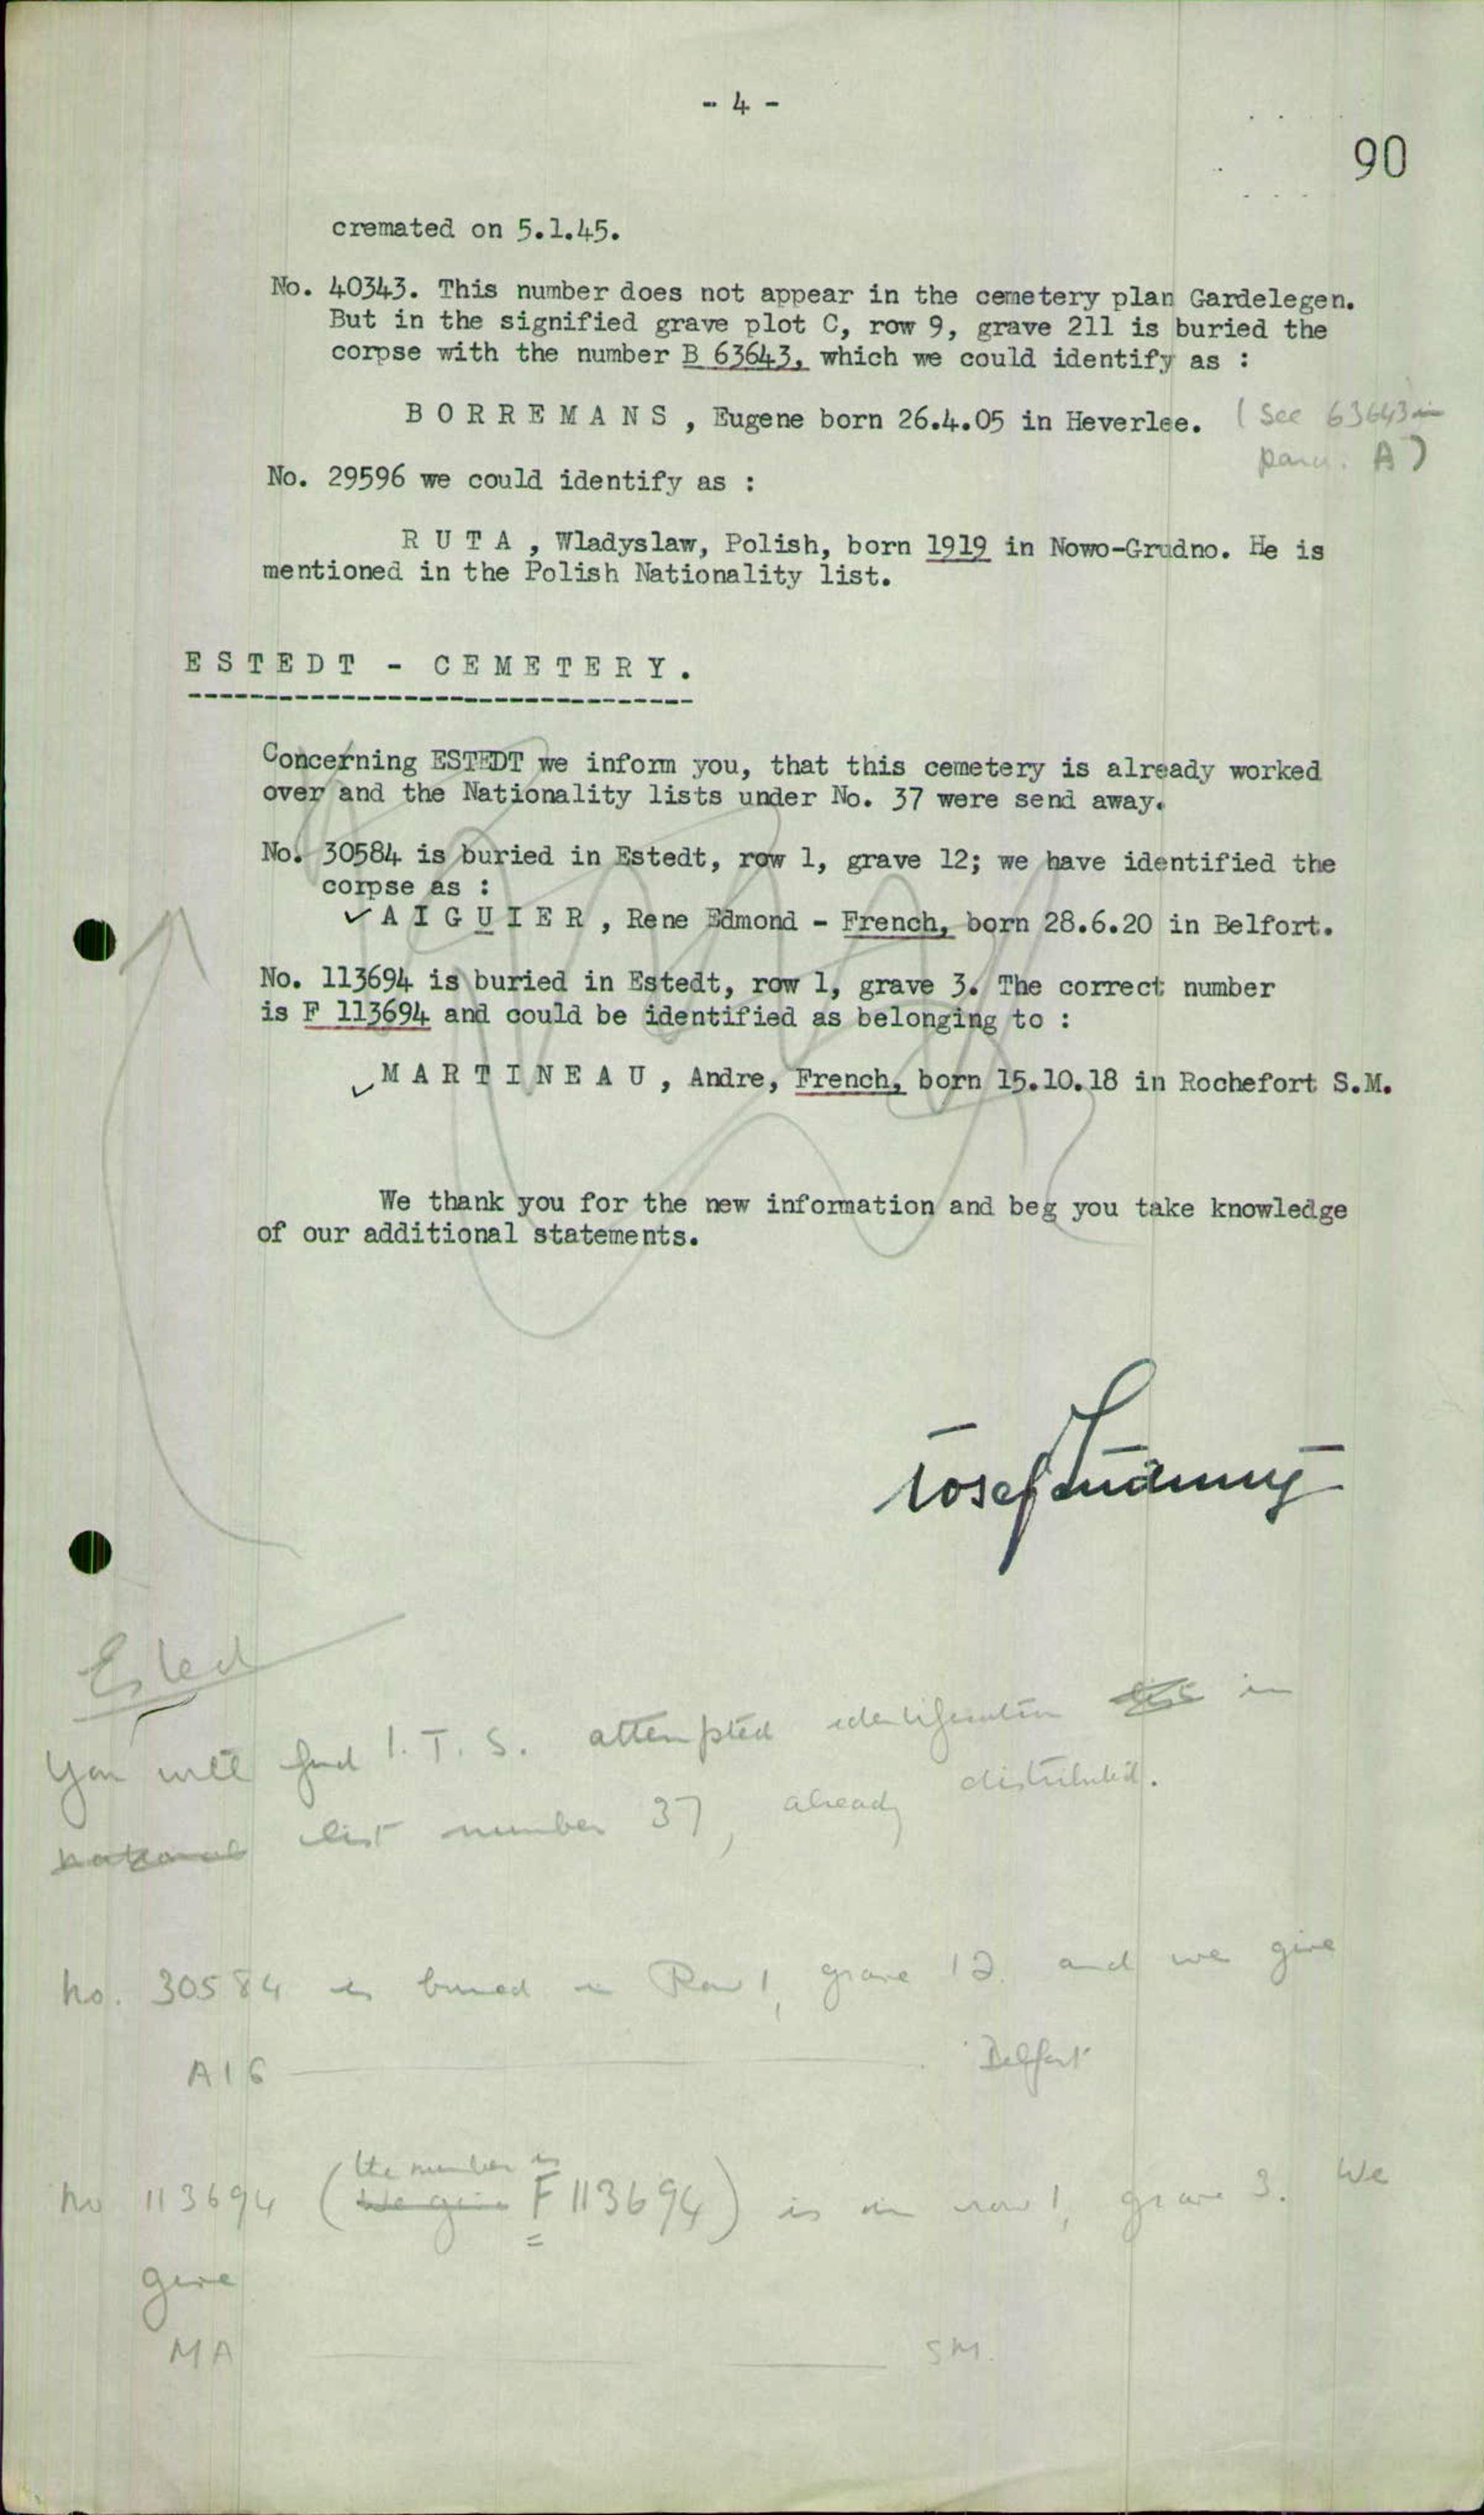 - 4 -
90
cremated on 5.1.45.
No. 40343. This number does not appear in the cemetery plan Gardelegen.
But in the signified grave plot C, row 9, grave 211 is buried the
corpse with the number B 63643, which we could identify as :
B O R R E M A N S , Eugene born 26.4.05 in Heverlee. ( See 63643 in
para. A )
No. 29596 we could identify as :
R U T A , Wladyslaw, Polish, born 1919 in Nowo-Grudno. He is
mentioned in the Polish Nationality list.
E S T E D T - C E M E T E R Y .
Concerning ESTEDT we inform you, that this cemetery is already worked
over and the Nationality lists under No. 37 were send away.
No. 30584 is buried in Estedt, row 1, grave 12; we have identified the
corpse as :
✓ A I G U I E R , Rene Edmond - French, born 28.6.20 in Belfort.
No. 113694 is buried in Estedt, row 1, grave 3. The correct number
is F 113694 and could be identified as belonging to :
✓ M A R T I N E A U , Andre, French, born 15.10.18 in Rochefort S.M.
We thank you for the new information and beg you take knowledge
of our additional statements.
Josef
Ested
You will find I.T.S. attempted identification in
national list number 37, already distributed.
No. 30584 is buried in Row 1, grave 12 and we give
AIG Belfort
the number is
No 113694 (We give F 113694) is in row 1, grave 3. We
give
MA SM.